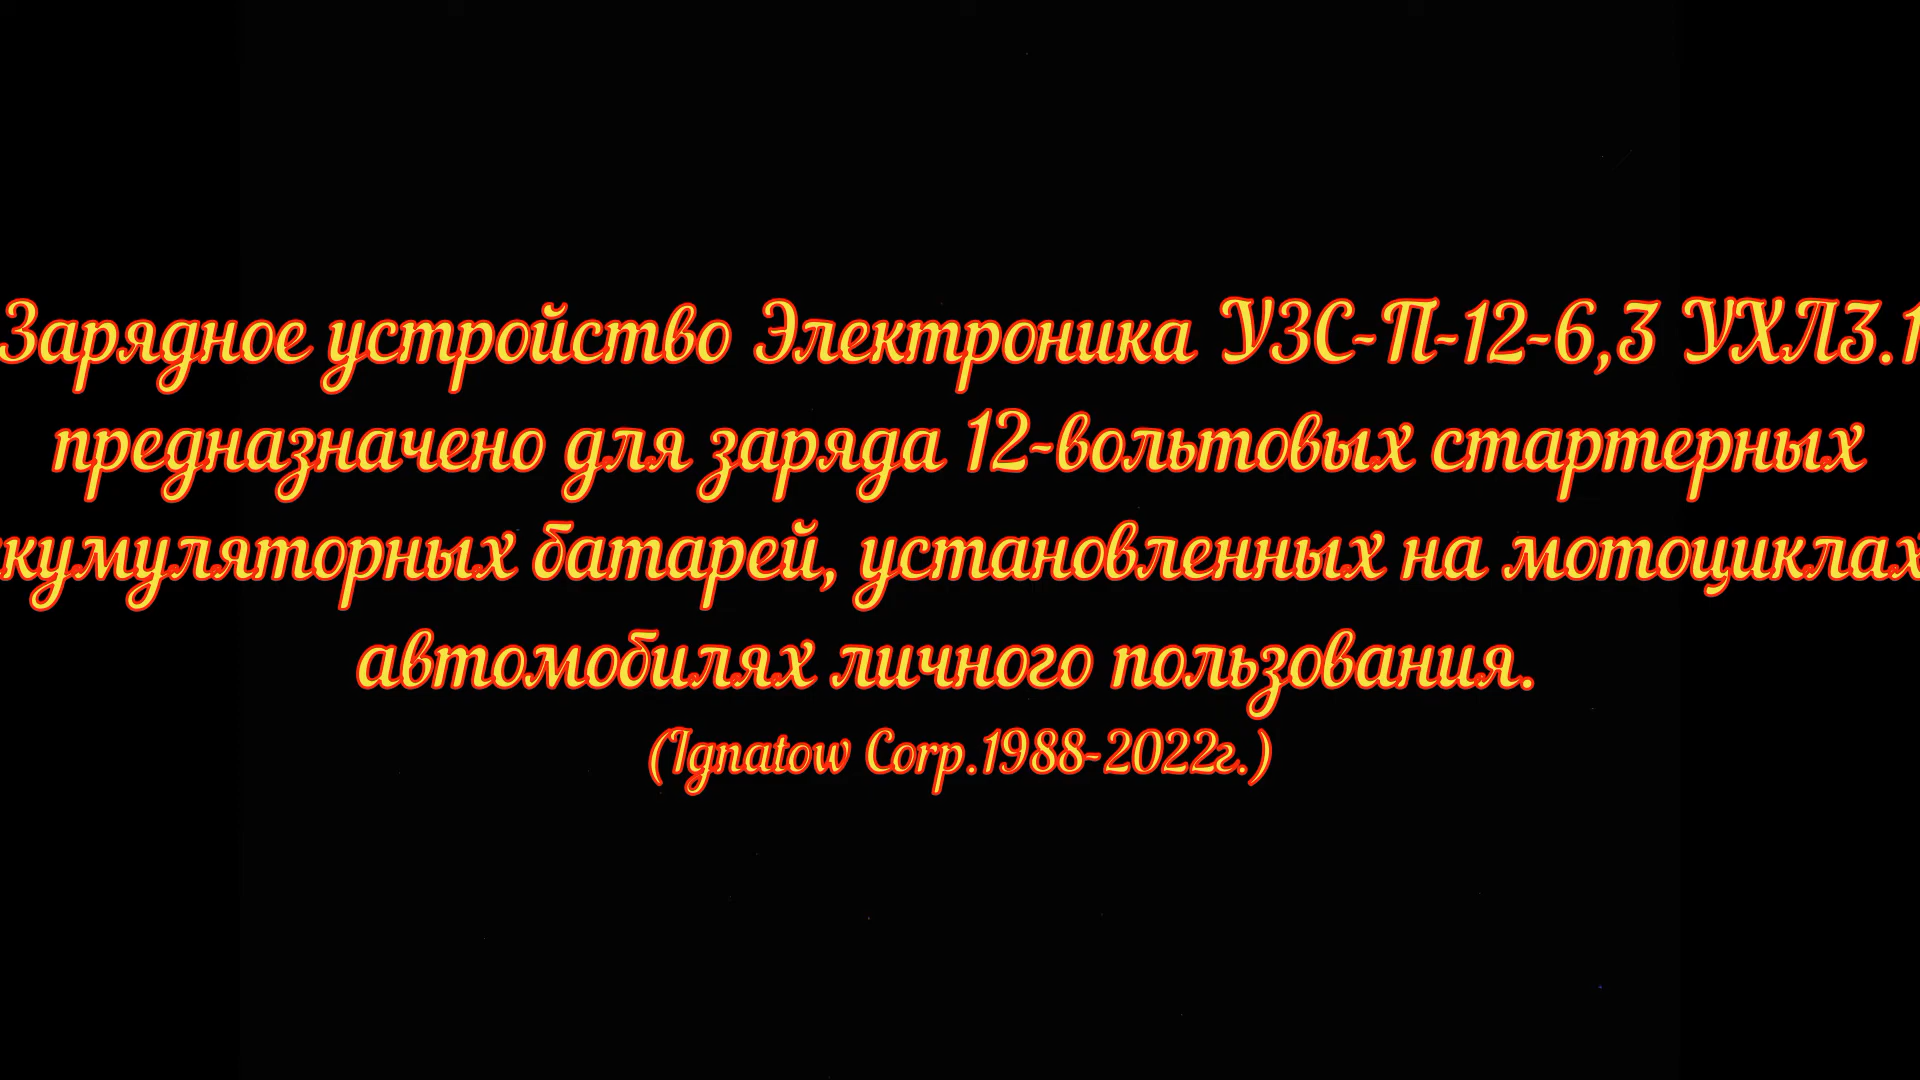 Зарядное устройство Электроника УЗС-П-12-6,3 УХЛ3.1
предназначено для заряда 12-вольтовых стартерных
кумуляторных батарей, установленных на мотоциклах
автомобилях личного пользования.
(Ignatow Corp.1988-2022г.)